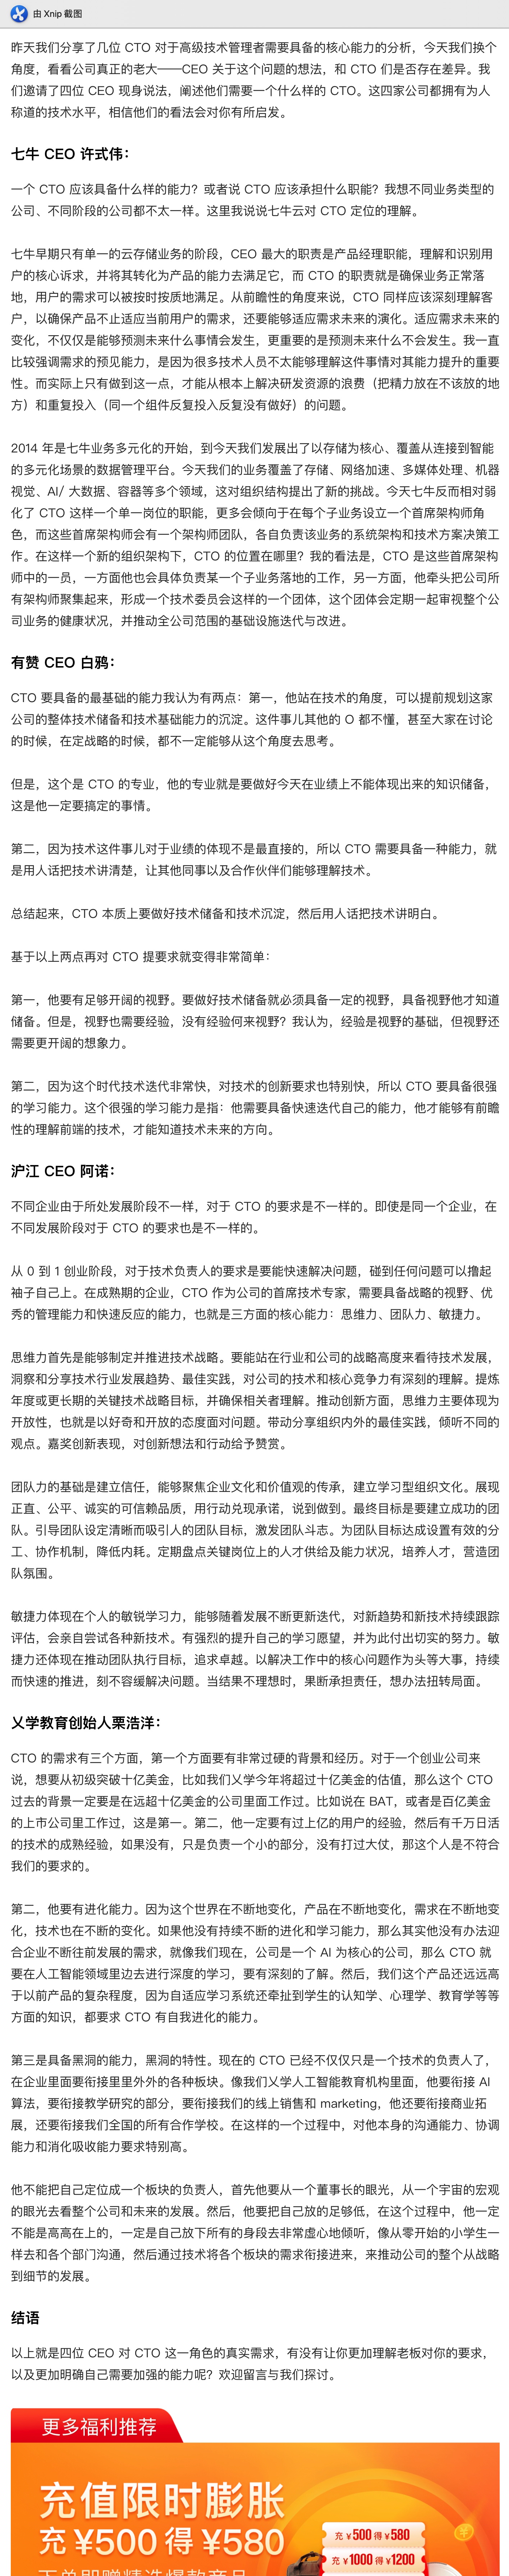 由 Xnip 截图
昨天我们分享了几位 CTO 对于高级技术管理者需要具备的核心能力的分析，今天我们换个
角度，看看公司真正的老大——CEO 关于这个问题的想法，和 CTO 们是否存在差异。我
们邀请了四位 CEO 现身说法，阐述他们需要一个什么样的 CTO。这四家公司都拥有为人
称道的技术水平，相信他们的看法会对你有所启发。
七牛 CEO 许式伟：
一个 CTO 应该具备什么样的能力？或者说 CTO 应该承担什么职能？我想不同业务类型的
公司、不同阶段的公司都不太一样。这里我说说七牛云对 CTO 定位的理解。
七牛早期只有单一的云存储业务的阶段，CEO 最大的职责是产品经理职能，理解和识别用
户的核心诉求，并将其转化为产品的能力去满足它，而 CTO 的职责就是确保业务正常落
地，用户的需求可以被按时按质地满足。从前瞻性的角度来说，CTO 同样应该深刻理解客
户，以确保产品不止适应当前用户的需求，还要能够适应需求未来的演化。适应需求未来的
变化，不仅仅是能够预测未来什么事情会发生，更重要的是预测未来什么不会发生。我一直
比较强调需求的预见能力，是因为很多技术人员不太能够理解这件事情对其能力提升的重要
性。而实际上只有做到这一点，才能从根本上解决研发资源的浪费（把精力放在不该放的地
方）和重复投入（同一个组件反复投入反复没有做好）的问题。
2014 年是七牛业务多元化的开始，到今天我们发展出了以存储为核心、覆盖从连接到智能
的多元化场景的数据管理平台。今天我们的业务覆盖了存储、网络加速、多媒体处理、机器
视觉、AI/ 大数据、容器等多个领域，这对组织结构提出了新的挑战。今天七牛反而相对弱
化了 CTO 这样一个单一岗位的职能，更多会倾向于在每个子业务设立一个首席架构师角
色，而这些首席架构师会有一个架构师团队，各自负责该业务的系统架构和技术方案决策工
作。在这样一个新的组织架构下，CTO 的位置在哪里？我的看法是，CTO 是这些首席架构
师中的一员，一方面他也会具体负责某一个子业务落地的工作，另一方面，他牵头把公司所
有架构师聚集起来，形成一个技术委员会这样的一个团体，这个团体会定期一起审视整个公
司业务的健康状况，并推动全公司范围的基础设施迭代与改进。
有赞 CEO 白鸦：
CTO 要具备的最基础的能力我认为有两点：第一，他站在技术的角度，可以提前规划这家
公司的整体技术储备和技术基础能力的沉淀。这件事儿其他的 O 都不懂，甚至大家在讨论
的时候，在定战略的时候，都不一定能够从这个角度去思考。
但是，这个是 CTO 的专业，他的专业就是要做好今天在业绩上不能体现出来的知识储备，
这是他一定要搞定的事情。
第二，因为技术这件事儿对于业绩的体现不是最直接的，所以 CTO 需要具备一种能力，就
是用人话把技术讲清楚，让其他同事以及合作伙伴们能够理解技术。
总结起来，CTO 本质上要做好技术储备和技术沉淀，然后用人话把技术讲明白。
基于以上两点再对 CTO 提要求就变得非常简单：
第一，他要有足够开阔的视野。要做好技术储备就必须具备一定的视野，具备视野他才知道
储备。但是，视野也需要经验，没有经验何来视野？我认为，经验是视野的基础，但视野还
需要更开阔的想象力。
第二，因为这个时代技术迭代非常快，对技术的创新要求也特别快，所以 CTO 要具备很强
的学习能力。这个很强的学习能力是指：他需要具备快速迭代自己的能力，他才能够有前瞻
性的理解前端的技术，才能知道技术未来的方向。
沪江 CEO 阿诺：
不同企业由于所处发展阶段不一样，对于 CTO 的要求是不一样的。即使是同一个企业，在
不同发展阶段对于 CTO 的要求也是不一样的。
从 0 到 1 创业阶段，对于技术负责人的要求是要能快速解决问题，碰到任何问题可以撸起
袖子自己上。在成熟期的企业，CTO 作为公司的首席技术专家，需要具备战略的视野、优
秀的管理能力和快速反应的能力，也就是三方面的核心能力：思维力、团队力、敏捷力。
思维力首先是能够制定并推进技术战略。要能站在行业和公司的战略高度来看待技术发展，
洞察和分享技术行业发展趋势、最佳实践，对公司的技术和核心竞争力有深刻的理解。提炼
年度或更长期的关键技术战略目标，并确保相关者理解。推动创新方面，思维力主要体现为
开放性，也就是以好奇和开放的态度面对问题。带动分享组织内外的最佳实践，倾听不同的
观点。嘉奖创新表现，对创新想法和行动给予赞赏。
团队力的基础是建立信任，能够聚焦企业文化和价值观的传承，建立学习型组织文化。展现
正直、公平、诚实的可信赖品质，用行动兑现承诺，说到做到。最终目标是要建立成功的团
队。引导团队设定清晰而吸引人的团队目标，激发团队斗志。为团队目标达成设置有效的分
工、协作机制，降低内耗。定期盘点关键岗位上的人才供给及能力状况，培养人才，营造团
队氛围。
敏捷力体现在个人的敏锐学习力，能够随着发展不断更新迭代，对新趋势和新技术持续跟踪
评估，会亲自尝试各种新技术。有强烈的提升自己的学习愿望，并为此付出切实的努力。敏
捷力还体现在推动团队执行目标，追求卓越。以解决工作中的核心问题作为头等大事，持续
而快速的推进，刻不容缓解决问题。当结果不理想时，果断承担责任，想办法扭转局面。
乂学教育创始人栗浩洋：
CTO 的需求有三个方面，第一个方面要有非常过硬的背景和经历。对于一个创业公司来
说，想要从初级突破十亿美金，比如我们乂学今年将超过十亿美金的估值，那么这个 CTO
过去的背景一定要是在远超十亿美金的公司里面工作过。比如说在 BAT，或者是百亿美金
的上市公司里工作过，这是第一。第二，他一定要有过上亿的用户的经验，然后有千万日活
的技术的成熟经验，如果没有，只是负责一个小的部分，没有打过大仗，那这个人是不符合
我们的要求的。
第二，他要有进化能力。因为这个世界在不断地变化，产品在不断地变化，需求在不断地变
化，技术也在不断的变化。如果他没有持续不断的进化和学习能力，那么其实他没有办法迎
合企业不断往前发展的需求，就像我们现在，公司是一个 AI 为核心的公司，那么 CTO 就
要在人工智能领域里边去进行深度的学习，要有深刻的了解。然后，我们这个产品还远远高
于以前产品的复杂程度，因为自适应学习系统还牵扯到学生的认知学、心理学、教育学等等
方面的知识，都要求 CTO 有自我进化的能力。
第三是具备黑洞的能力，黑洞的特性。现在的 CTO 已经不仅仅只是一个技术的负责人了，
在企业里面要衔接里里外外的各种板块。像我们乂学人工智能教育机构里面，他要衔接 AI
算法，要衔接教学研究的部分，要衔接我们的线上销售和 marketing，他还要衔接商业拓
展，还要衔接我们全国的所有合作学校。在这样的一个过程中，对他本身的沟通能力、协调
能力和消化吸收能力要求特别高。
他不能把自己定位成一个板块的负责人，首先他要从一个董事长的眼光，从一个宇宙的宏观
的眼光去看整个公司和未来的发展。然后，他要把自己放的足够低，在这个过程中，他一定
不能是高高在上的，一定是自己放下所有的身段去非常虚心地倾听，像从零开始的小学生一
样去和各个部门沟通，然后通过技术将各个板块的需求衔接进来，来推动公司的整个从战略
到细节的发展。
结语
以上就是四位 CEO 对 CTO 这一角色的真实需求，有没有让你更加理解老板对你的要求，
以及更加明确自己需要加强的能力呢？欢迎留言与我们探讨。
更多福利推荐
充值限时膨胀
充 ¥500 得 ¥580
充 ¥500 得 ¥580
充 ¥1000 得 ¥1200